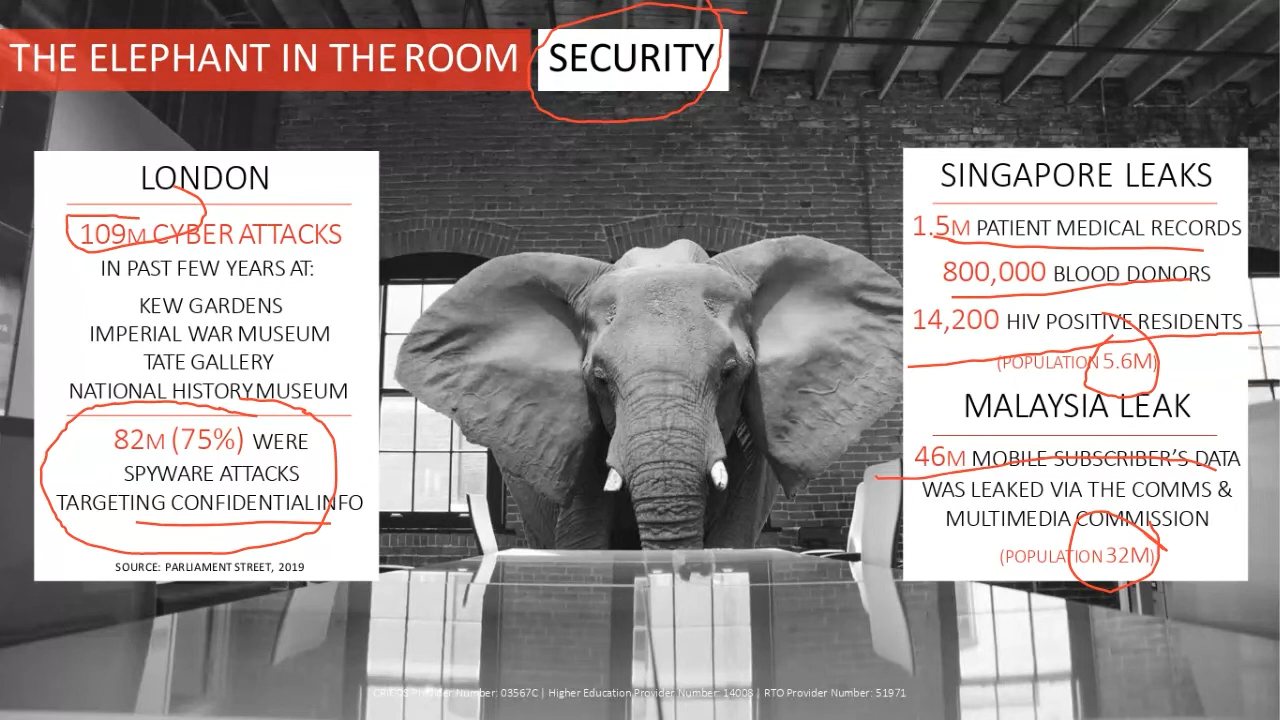 THE ELEPHANT IN THE ROOM SECURITY
LONDON
109M CYBER ATTACKS
IN PAST FEW YEARS AT:
KEW GARDENS
IMPERIAL WAR MUSEUM
TATE GALLERY
NATIONAL HISTORY MUSEUM
82M (75%) WERE
SPYWARE ATTACKS
TARGETING CONFIDENTIAL INFO
SOURCE: PARLIAMENT STREET, 2019
SINGAPORE LEAKS
1.5M PATIENT MEDICAL RECORDS
800,000 BLOOD DONORS
14,200 HIV POSITIVE RESIDENTS
(POPULATION 5.6M)
MALAYSIA LEAK
46M MOBILE SUBSCRIBER'S DATA
WAS LEAKED VIA THE COMMS &
MULTIMEDIA COMMISSION
(POPULATION 32M)
CRICOS Provider Number: 03567C | Higher Education Provider Number: 14008 | RTO Provider Number: 51971